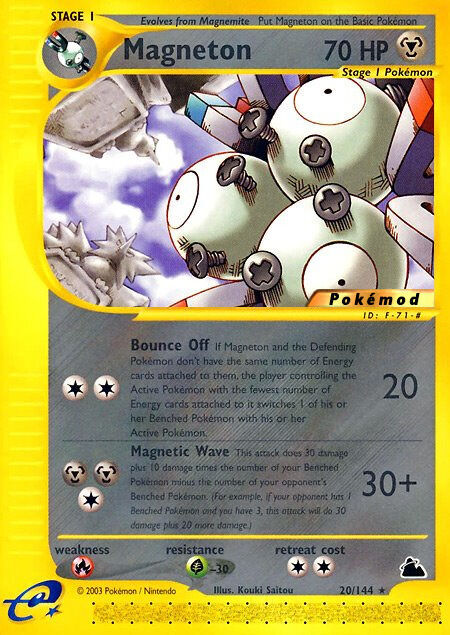 STAGE 1
Evolves from Magnemite Put Magneton on the Basic Pokémon
Magneton 70 HP
Stage 1 Pokémon
Pokémod
ID: F-71-#
Bounce Off If Magneton and the Defending
Pokémon don't have the same number of Energy
cards attached to them, the player controlling the
Active Pokémon with the fewest number of
Energy cards attached to it switches 1 of his or
her Benched Pokémon with his or her
Active Pokémon.
20
Magnetic Wave This attack does 30 damage
plus 10 damage times the number of your Benched
Pokémon minus the number of your opponent's
Benched Pokémon. (For example, if your opponent has 1
Benched Pokémon and you have 3, this attack will do 30
damage plus 20 more damage.)
30+
weakness resistance retreat cost
-30
© 2003 Pokémon / Nintendo Illus. Kouki Saitou 20/144 ★
e